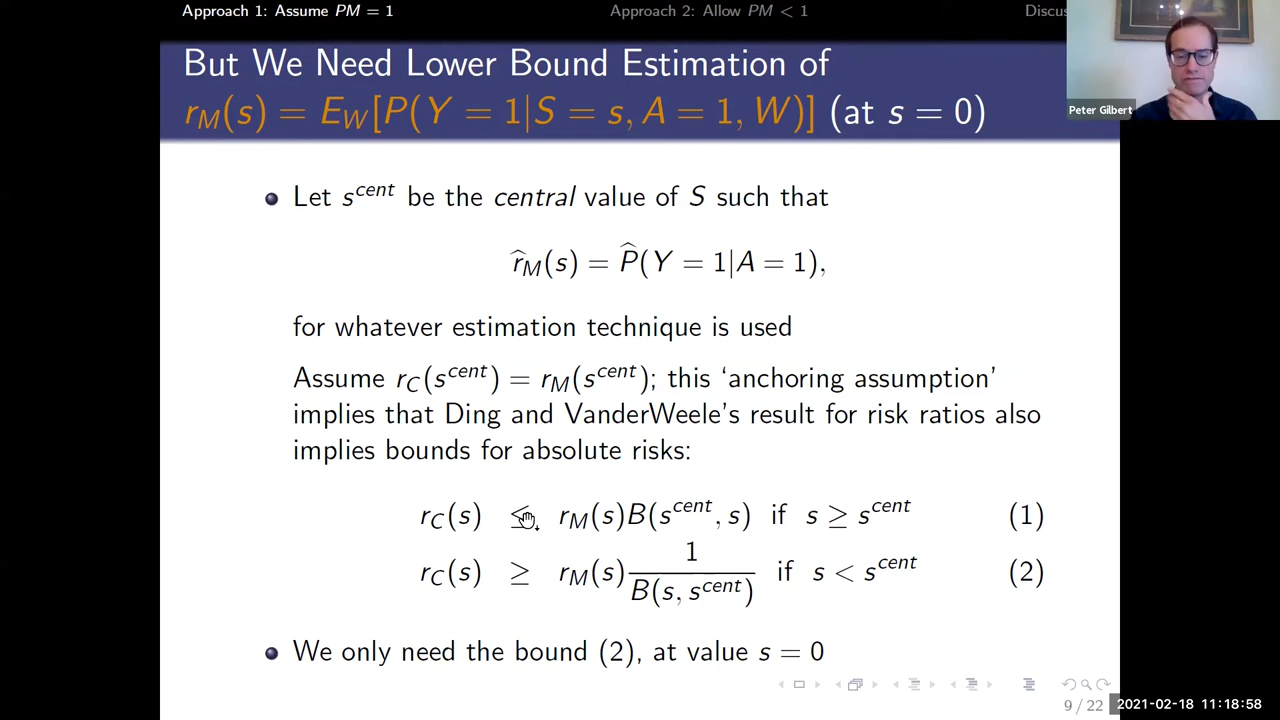 Approach 1: Assume PM = 1
Approach 2: Allow PM < 1
Discu
But We Need Lower Bound Estimation of
r_M(s) = E_W[P(Y = 1|S = s, A = 1, W)] (at s = 0)
Peter Gilbert
Let s^cent be the central value of S such that
r̂_M(s) = P̂(Y = 1|A = 1),
for whatever estimation technique is used
Assume r_C(s^cent) = r_M(s^cent); this ‘anchoring assumption’
implies that Ding and VanderWeele’s result for risk ratios also
implies bounds for absolute risks:
r_C(s) ≤ r_M(s)B(s^cent, s) if s ≥ s^cent (1)
r_C(s) ≥ r_M(s) 1/B(s, s^cent) if s < s^cent (2)
We only need the bound (2), at value s = 0
9 / 22
2021-02-18 11:18:58